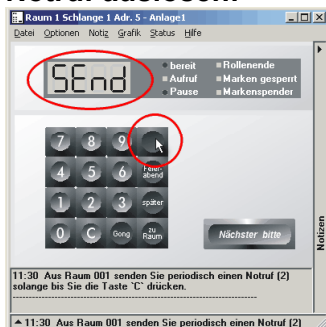 Notruf auslösen:
Raum 1 Schlange 1 Adr. 5 - Anlage1
Datei Optionen Notiz Grafik Status Hilfe
SEnd
bereit Rollenende
Aufruf Marken gesperrt
Pause Markenspender
7 8 9
4 5 6 Feier-abend
1 2 3 später
0 C Gong zu Raum
Nächster bitte
Notizen
11:30 Aus Raum 001 senden Sie periodisch einen Notruf (2)
solange bis Sie die Taste `C` drücken.
------------------------------------------------------------
11:30 Aus Raum 001 senden Sie periodisch einen Notruf (2)